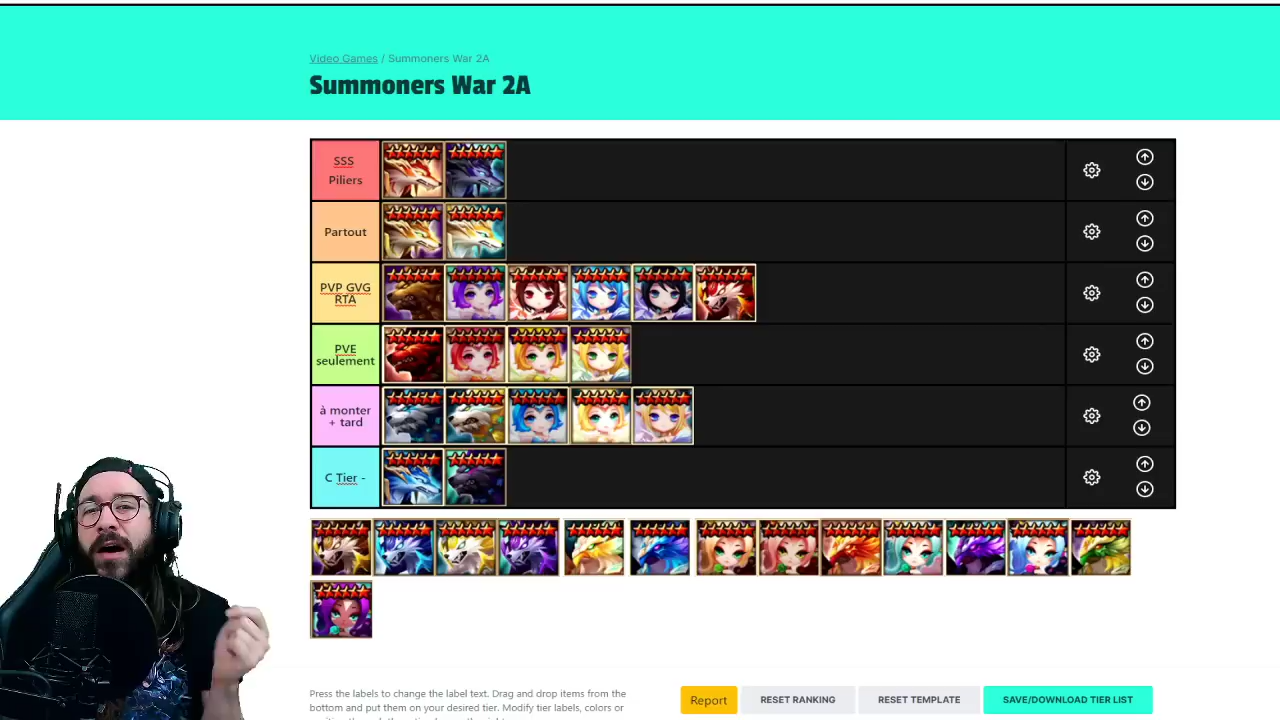 Video Games / Summoners War 2A
Summoners War 2A
SSS
Piliers
Partout
PVP GVG
RTA
PVE
seulement
à monter
+ tard
C Tier -
Press the labels to change the label text. Drag and drop items from the
bottom and put them on your desired tier. Modify tier labels, colors or
Report
RESET RANKING
RESET TEMPLATE
SAVE/DOWNLOAD TIER LIST